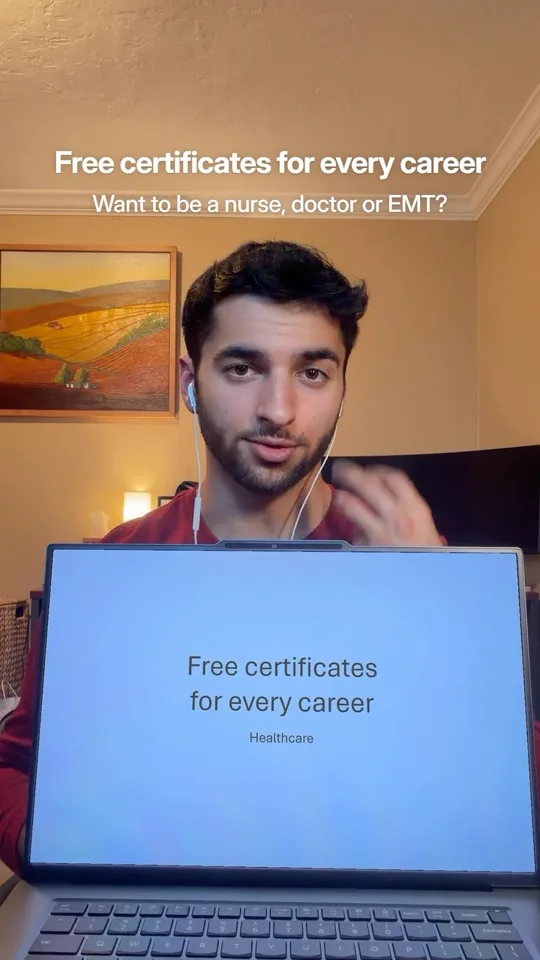 Free certificates for every career
Want to be a nurse, doctor or EMT?
Free certificates
for every career
Healthcare